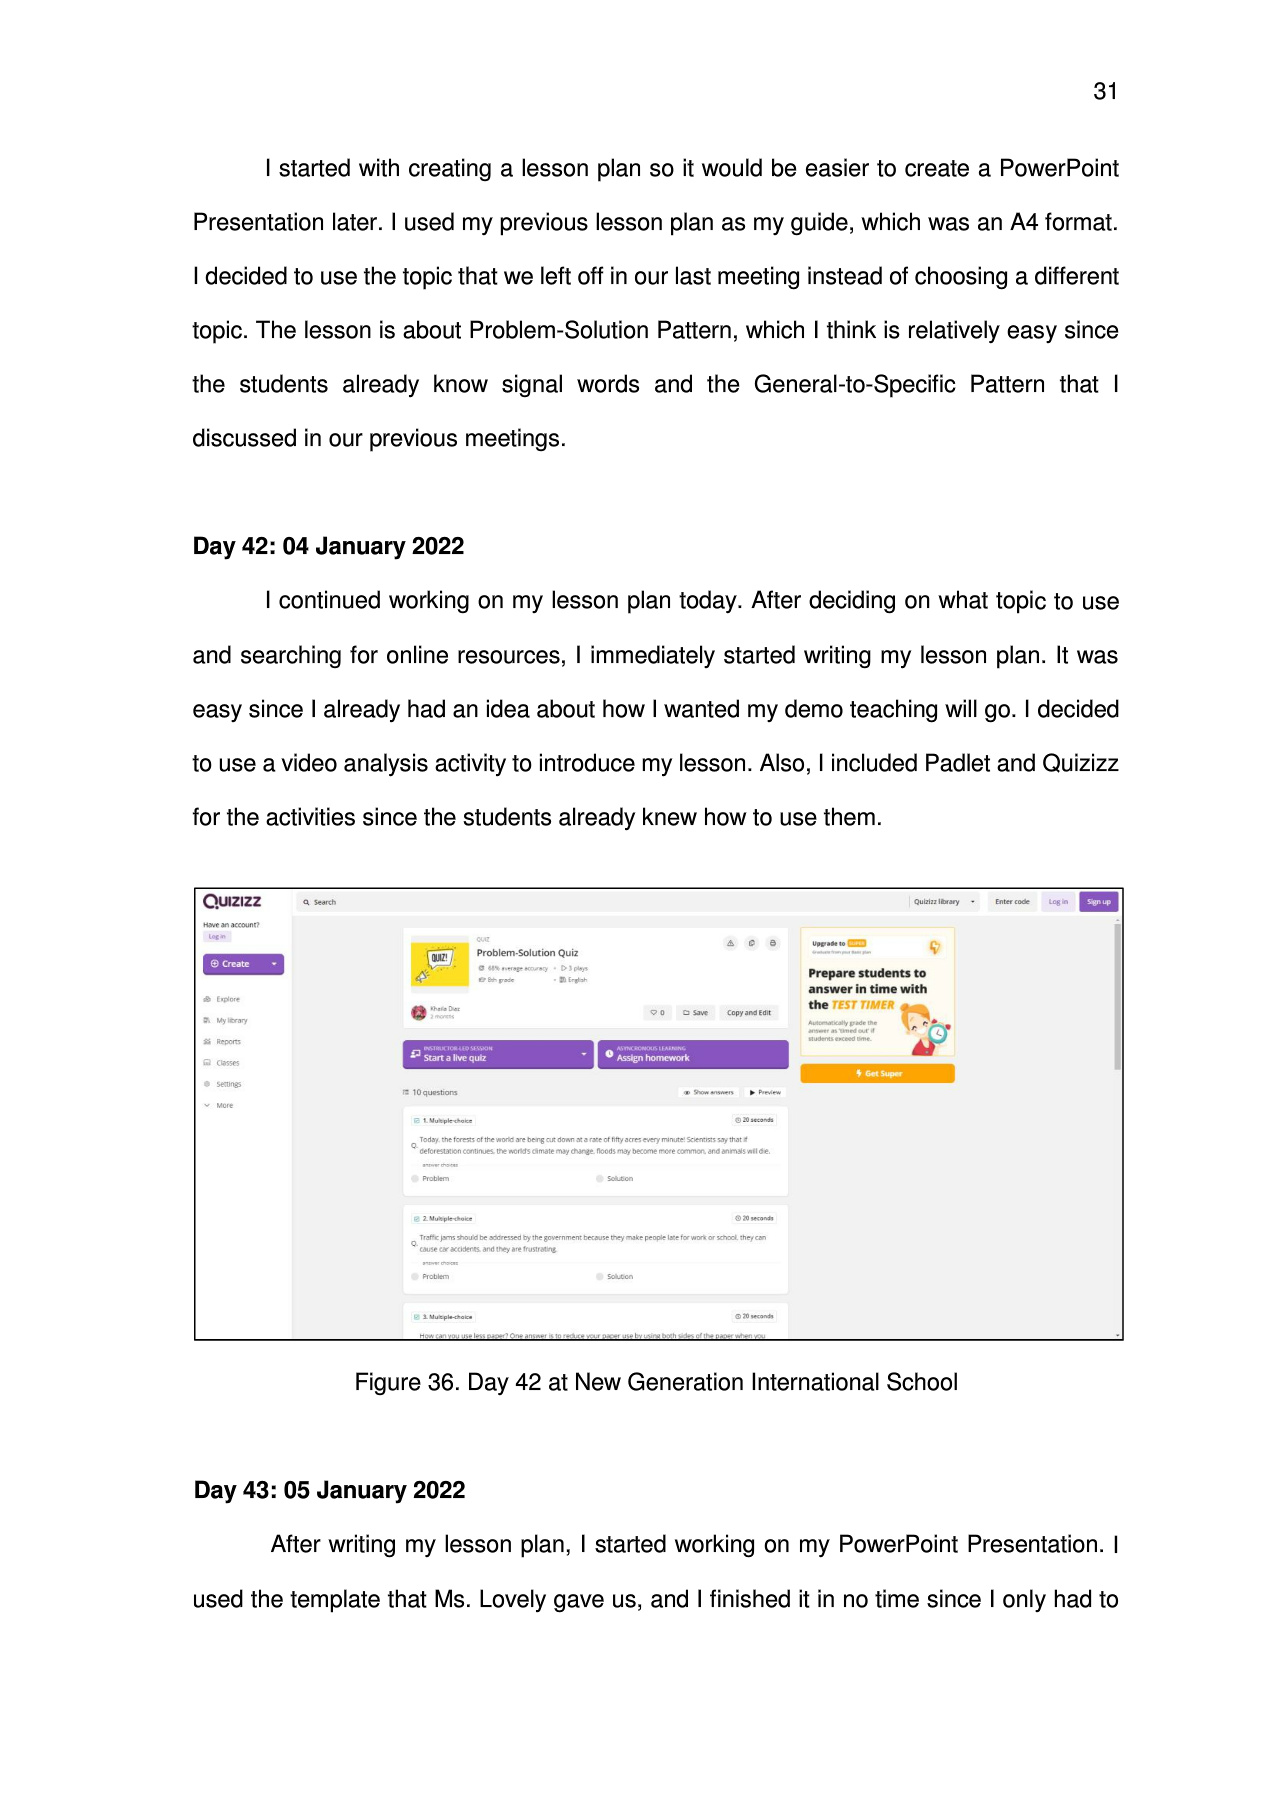 31
I started with creating a lesson plan so it would be easier to create a PowerPoint
Presentation later. I used my previous lesson plan as my guide, which was an A4 format.
I decided to use the topic that we left off in our last meeting instead of choosing a different
topic. The lesson is about Problem-Solution Pattern, which I think is relatively easy since
the students already know signal words and the General-to-Specific Pattern that I
discussed in our previous meetings.
Day 42: 04 January 2022
I continued working on my lesson plan today. After deciding on what topic to use
and searching for online resources, I immediately started writing my lesson plan. It was
easy since I already had an idea about how I wanted my demo teaching will go. I decided
to use a video analysis activity to introduce my lesson. Also, I included Padlet and Quizizz
for the activities since the students already knew how to use them.
QUIZIZZ
Search
Quizizz library
Enter code
Log in
Sign up
Have an account?
Log in
Create
Explore
My library
Reports
Classes
Settings
More
QUIZ!
QUIZ
Problem-Solution Quiz
68% average accuracy • 3 plays
8th grade • English
Khaila Dias
2 months
0
Save
Copy and Edit
INSTRUCTOR-LED SESSION
Start a live quiz
ASYNCHRONOUS LEARNING
Assign homework
10 questions
Show answers
Preview
1. Multiple-choice
20 seconds
Q. Today, the forests of the world are being cut down at a rate of fifty acres every minute! Scientists say that if
deforestation continues, the world's climate may change, floods may become more common, and animals will die.
answer choices
Problem
Solution
2. Multiple-choice
20 seconds
Q. Traffic jams should be addressed by the government because they make people late for work or school, they can
cause car accidents, and they are frustrating.
answer choices
Problem
Solution
3. Multiple-choice
20 seconds
How can you use less paper? One answer is to reduce your paper use by using both sides of the paper when you
Upgrade to SUPER
Graduate from your Basic plan
Prepare students to
answer in time with
the TEST TIMER
Automatically grade the
answer as 'timed out' if
students exceed time.
Get Super
Figure 36. Day 42 at New Generation International School
Day 43: 05 January 2022
After writing my lesson plan, I started working on my PowerPoint Presentation. I
used the template that Ms. Lovely gave us, and I finished it in no time since I only had to